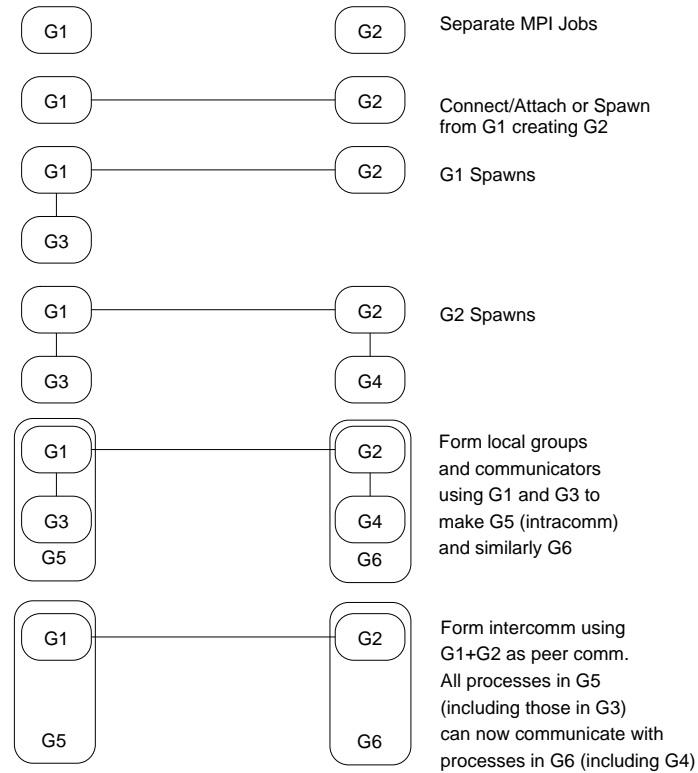 G1 G2 Separate MPI Jobs
G1 G2 Connect/Attach or Spawn
from G1 creating G2
G1 G2 G1 Spawns
G3
G1 G2 G2 Spawns
G3 G4
G1 G2 Form local groups
and communicators
using G1 and G3 to
G3 G4 make G5 (intracomm)
G5 G6 and similarly G6
G1 G2 Form intercomm using
G1+G2 as peer comm.
All processes in G5
(including those in G3)
can now communicate with
G5 G6 processes in G6 (including G4)